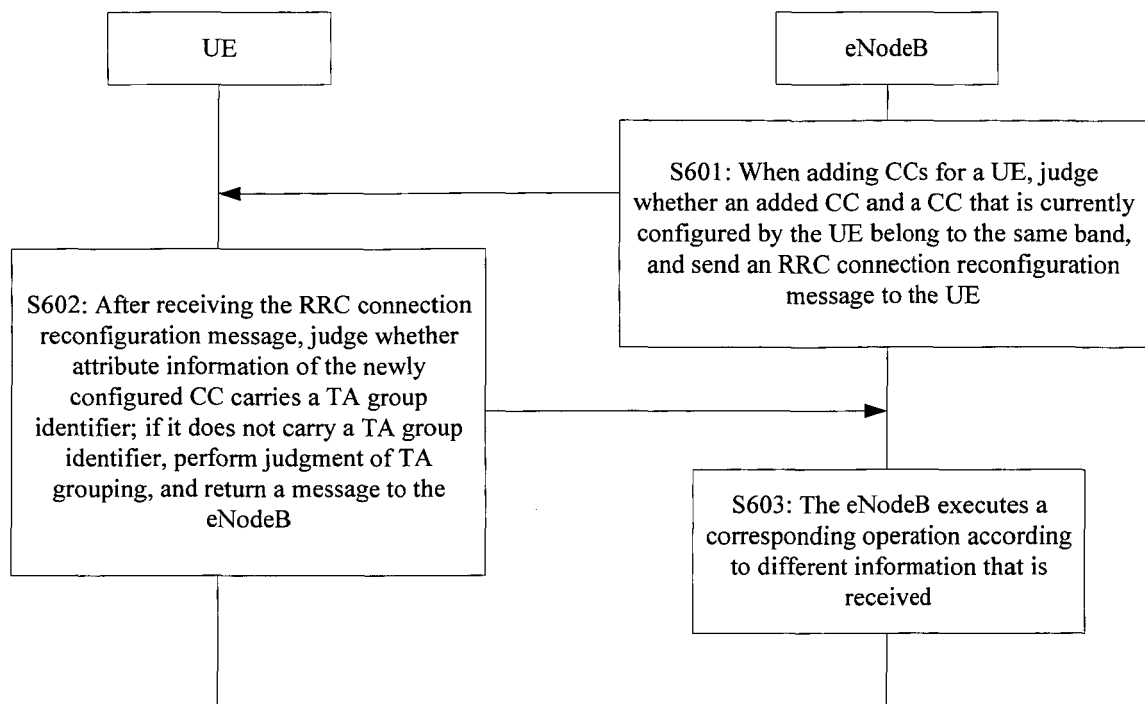 UE
eNodeB
S601: When adding CCs for a UE, judge
whether an added CC and a CC that is currently
configured by the UE belong to the same band,
and send an RRC connection reconfiguration
message to the UE
S602: After receiving the RRC connection
reconfiguration message, judge whether
attribute information of the newly
configured CC carries a TA group
identifier; if it does not carry a TA group
identifier, perform judgment of TA
grouping, and return a message to the
eNodeB
S603: The eNodeB executes a
corresponding operation according
to different information that is
received